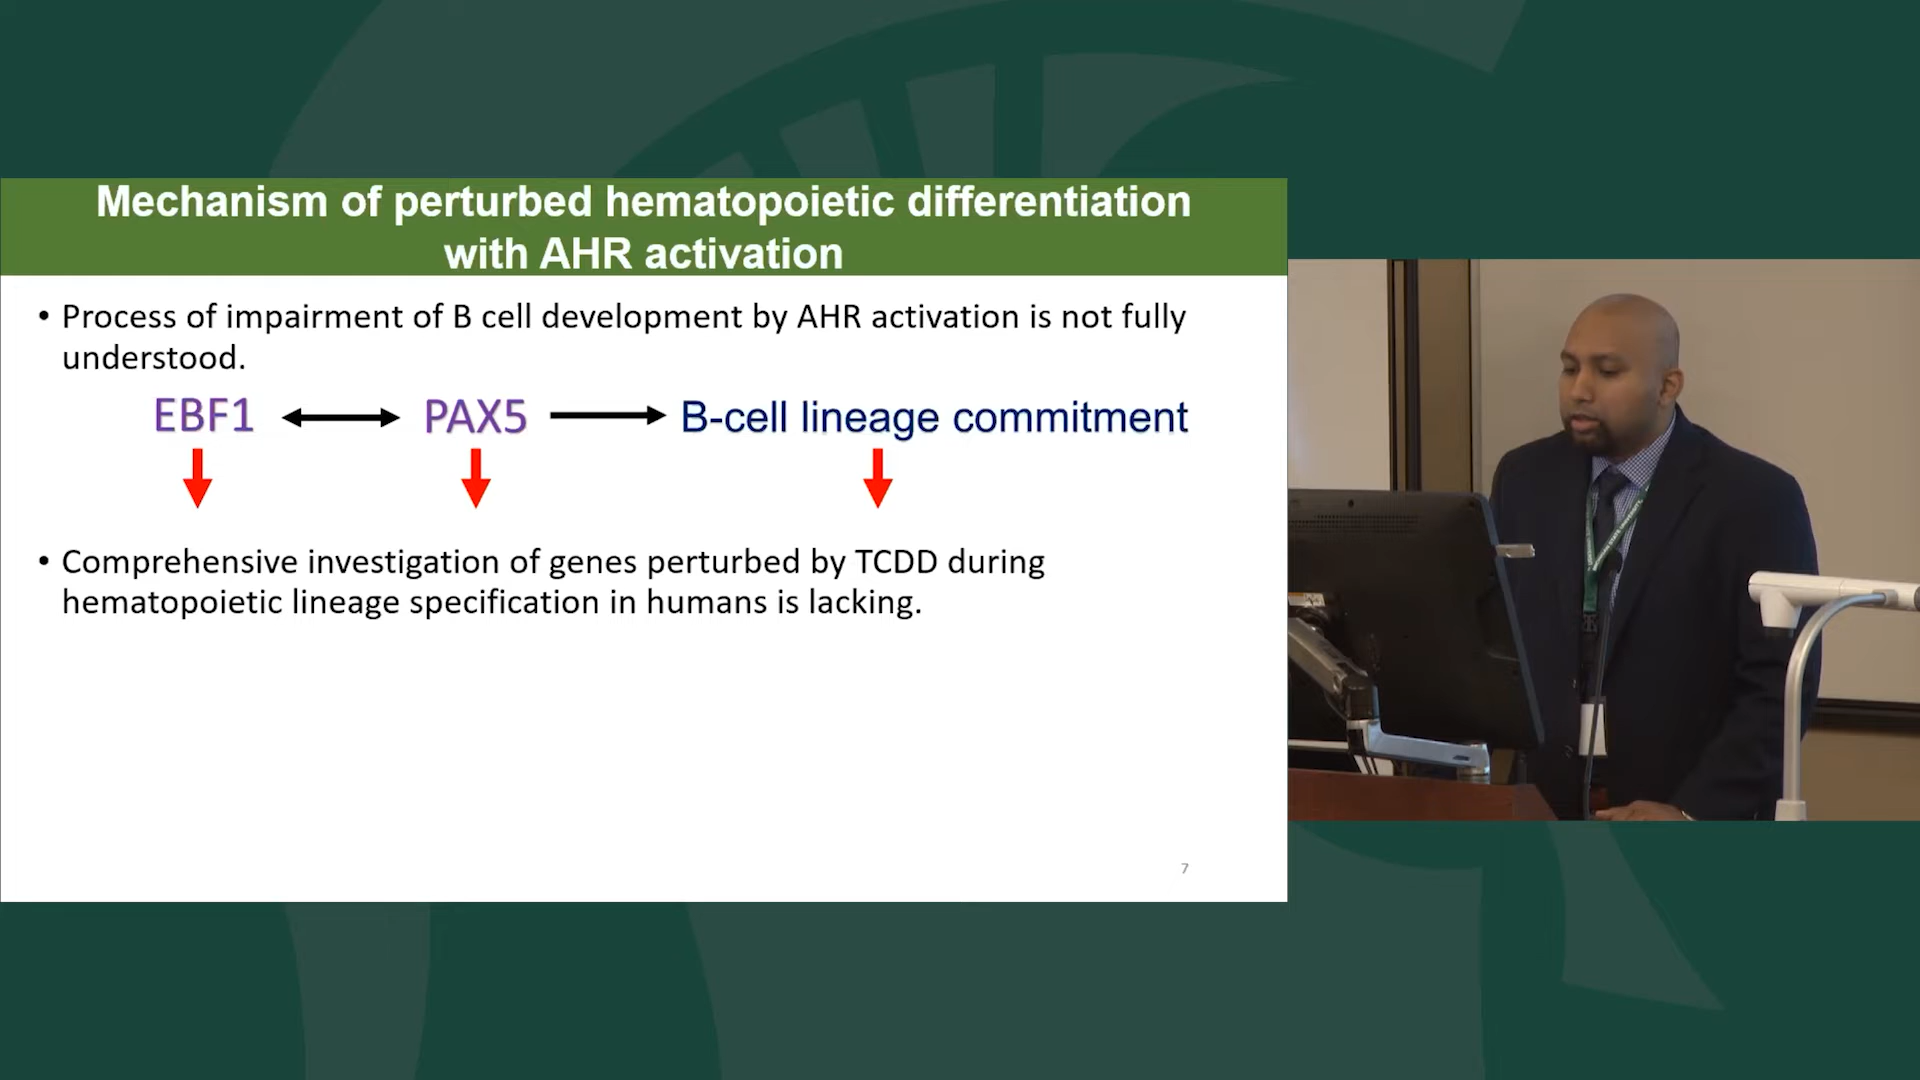 Mechanism of perturbed hematopoietic differentiation
with AHR activation
• Process of impairment of B cell development by AHR activation is not fully
understood.
EBF1 PAX5 B-cell lineage commitment
• Comprehensive investigation of genes perturbed by TCDD during
hematopoietic lineage specification in humans is lacking.
7